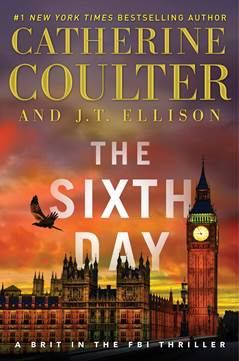 #1 NEW YORK TIMES BESTSELLING AUTHOR
CATHERINE
COULTER
AND J.T. ELLISON
THE
SIXTH
DAY
A BRIT IN THE FBI THRILLER